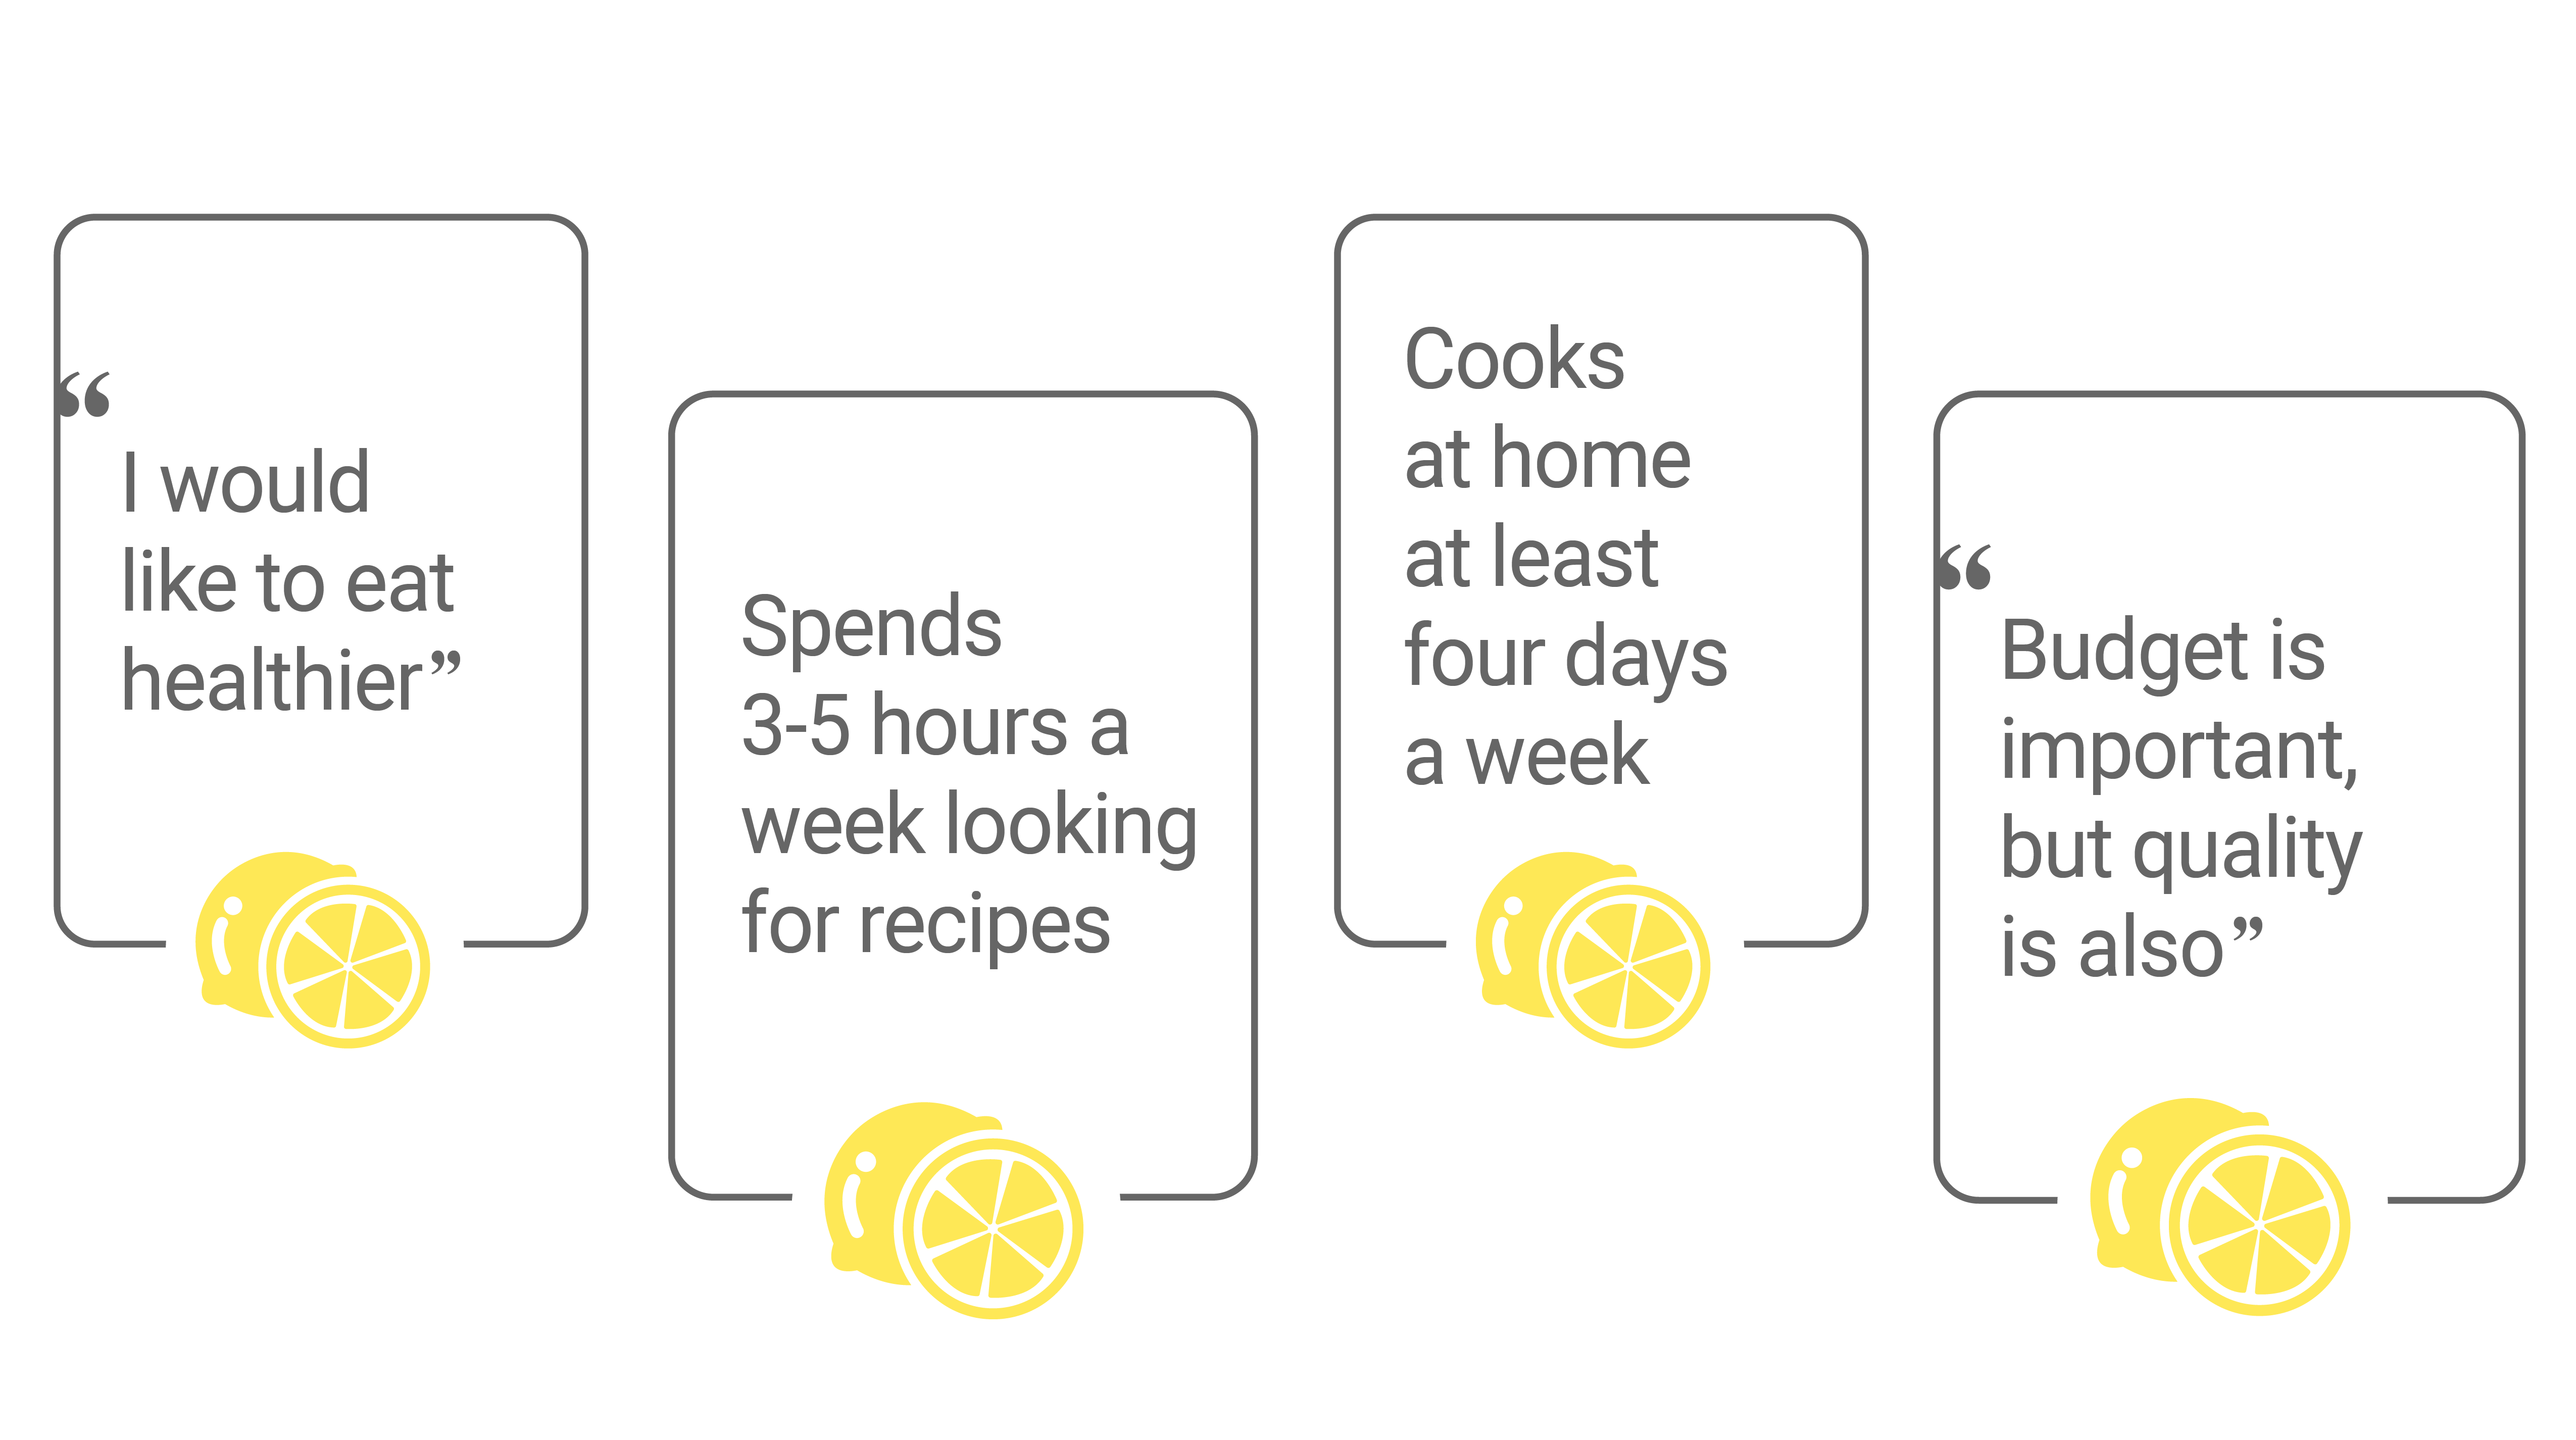 “
I would
like to eat
healthier”
Spends
3-5 hours a
week looking
for recipes
Cooks
at home
at least
four days
a week
“
Budget is
important,
but quality
is also”